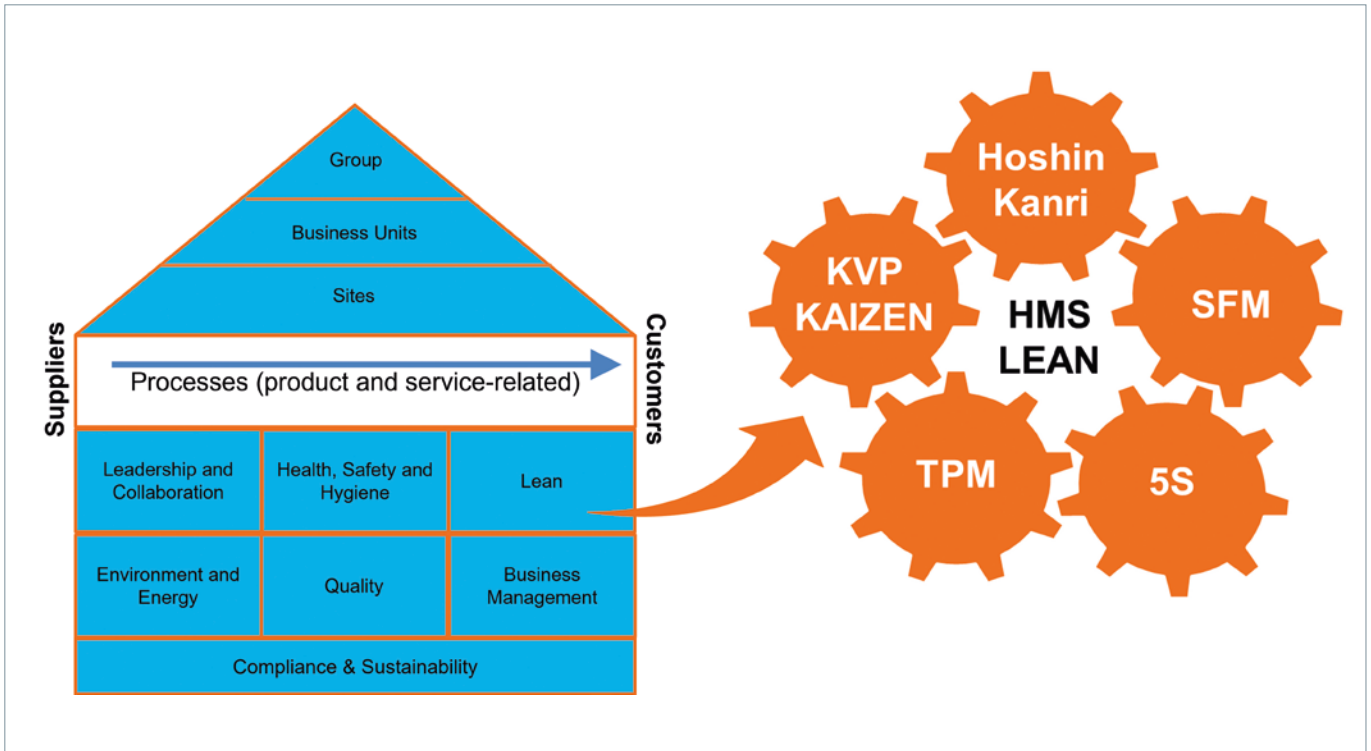 Group
Business Units
Sites
Suppliers
Processes (product and service-related)
Customers
Leadership and
Collaboration
Health, Safety and
Hygiene
Lean
Environment and
Energy
Quality
Business
Management
Compliance & Sustainability
Hoshin
Kanri
KVP
KAIZEN
HMS
LEAN
SFM
TPM
5S